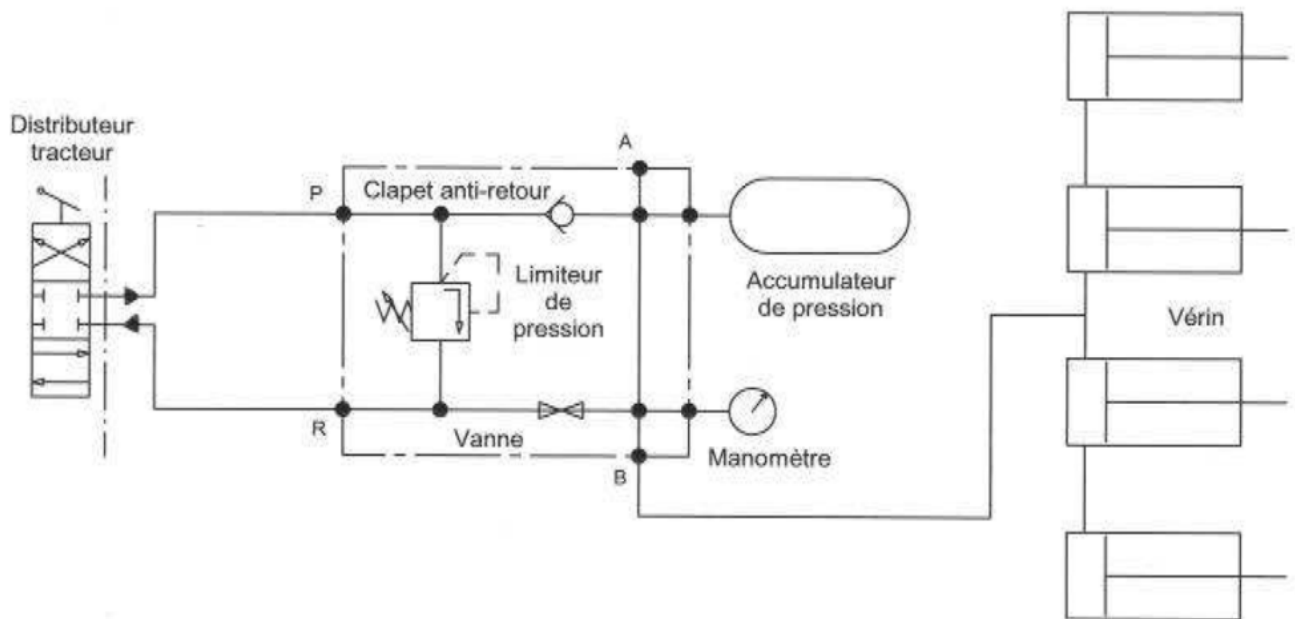 Distributeur
tracteur
P
A
Clapet anti-retour
Limiteur
de
pression
Accumulateur
de pression
Vérin
R
Vanne
B
Manomètre